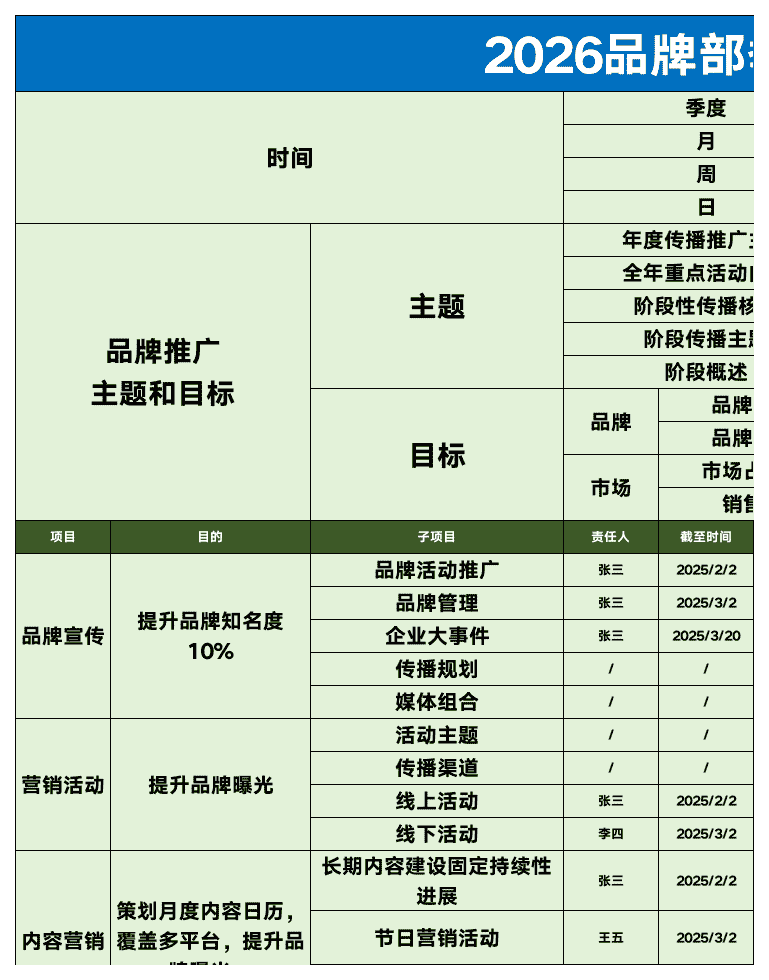 2026品牌部
时间
季度
月
周
日
品牌推广
主题和目标
主题
年度传播推广
全年重点活动
阶段性传播核
阶段传播主题
阶段概述
目标
品牌
品牌
品牌
市场
市场占
销售
项目 目的 子项目 责任人 截至时间
品牌宣传
提升品牌知名度
10%
品牌活动推广 张三 2025/2/2
品牌管理 张三 2025/3/2
企业大事件 张三 2025/3/20
传播规划 / /
媒体组合 / /
营销活动
提升品牌曝光
活动主题 / /
传播渠道 / /
线上活动 张三 2025/2/2
线下活动 李四 2025/3/2
内容营销
策划月度内容日历，
覆盖多平台，提升品
牌曝光
长期内容建设固定持续性
进展
张三 2025/2/2
节日营销活动 王五 2025/3/2